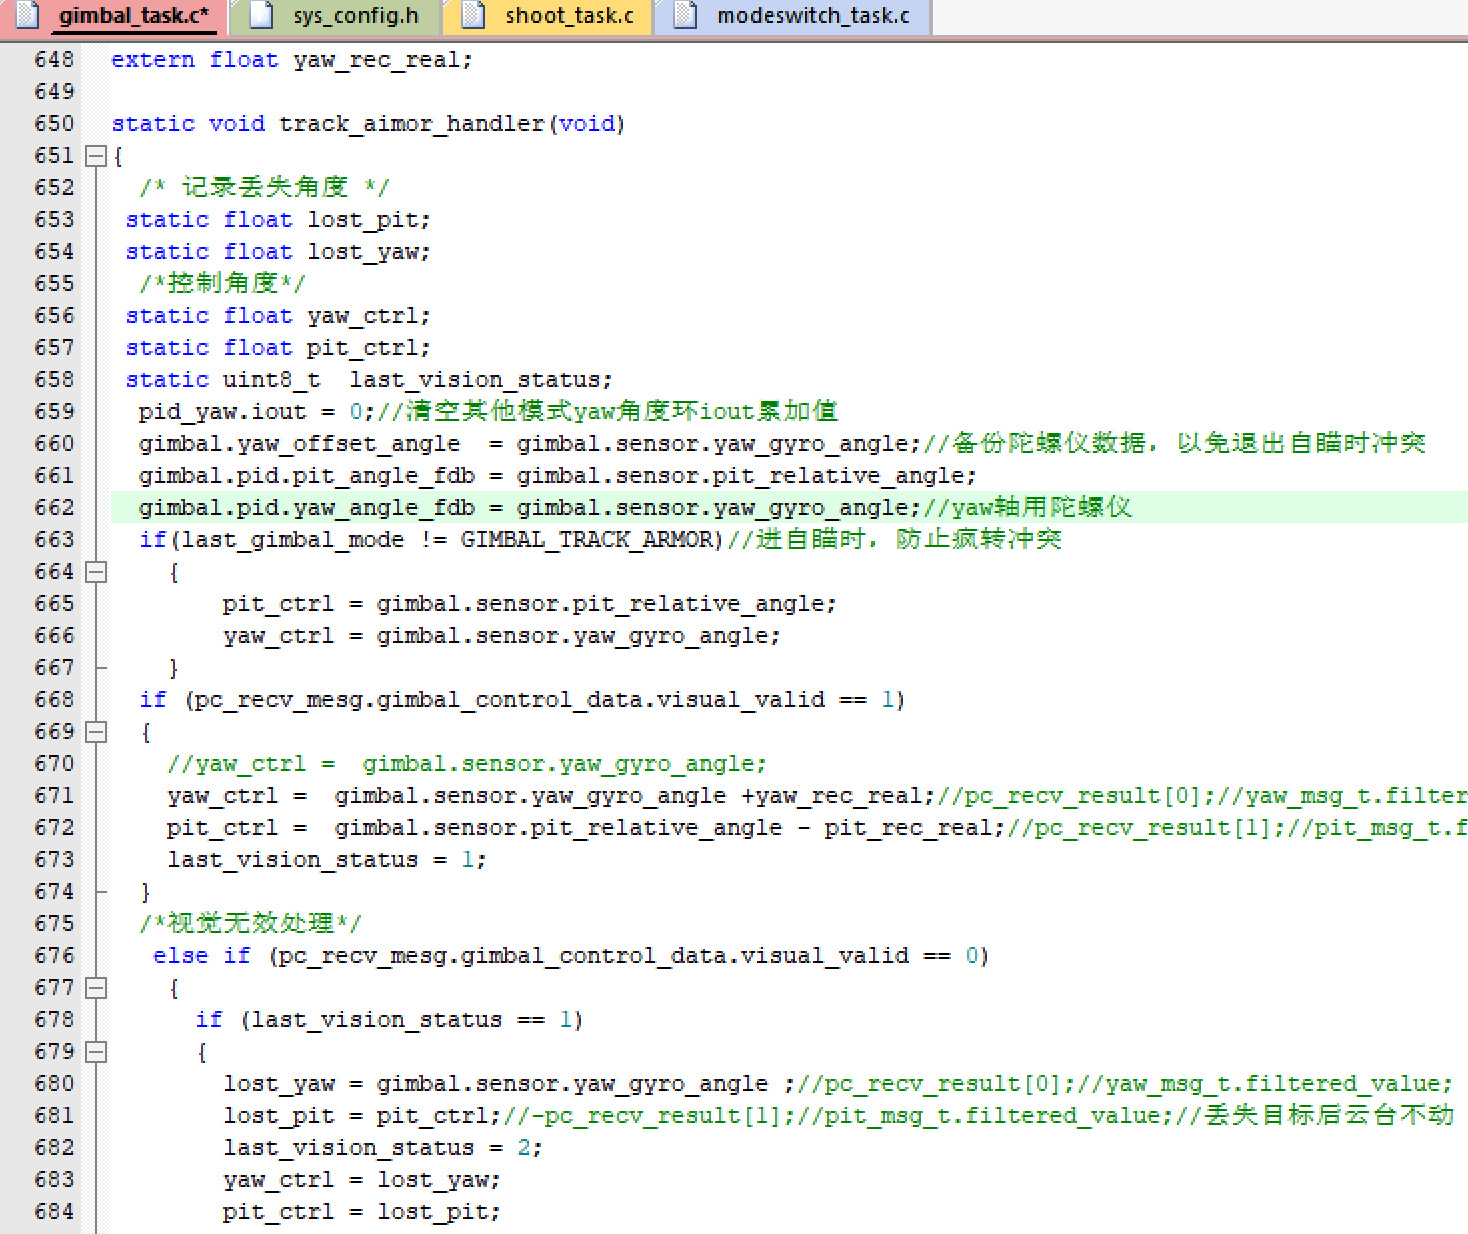 gimbal_task.c* sys_config.h shoot_task.c modeswitch_task.c
648 extern float yaw_rec_real;
649
650 static void track_aimor_handler(void)
651 {
652 /* 记录丢失角度 */
653 static float lost_pit;
654 static float lost_yaw;
655 /*控制角度*/
656 static float yaw_ctrl;
657 static float pit_ctrl;
658 static uint8_t  last_vision_status;
659 pid_yaw.iout = 0;//清空其他模式yaw角度环iout累加值
660 gimbal.yaw_offset_angle  = gimbal.sensor.yaw_gyro_angle;//备份陀螺仪数据，以免退出自瞄时冲突
661 gimbal.pid.pit_angle_fdb = gimbal.sensor.pit_relative_angle;
662 gimbal.pid.yaw_angle_fdb = gimbal.sensor.yaw_gyro_angle;//yaw轴用陀螺仪
663 if(last_gimbal_mode != GIMBAL_TRACK_ARMOR)//进自瞄时，防止疯转冲突
664 {
665 pit_ctrl = gimbal.sensor.pit_relative_angle;
666 yaw_ctrl = gimbal.sensor.yaw_gyro_angle;
667 }
668 if (pc_recv_mesg.gimbal_control_data.visual_valid == 1)
669 {
670 //yaw_ctrl =  gimbal.sensor.yaw_gyro_angle;
671 yaw_ctrl =  gimbal.sensor.yaw_gyro_angle +yaw_rec_real;//pc_recv_result[0];//yaw_msg_t.filter
672 pit_ctrl =  gimbal.sensor.pit_relative_angle - pit_rec_real;//pc_recv_result[1];//pit_msg_t.f
673 last_vision_status = 1;
674 }
675 /*视觉无效处理*/
676 else if (pc_recv_mesg.gimbal_control_data.visual_valid == 0)
677 {
678 if (last_vision_status == 1)
679 {
680 lost_yaw = gimbal.sensor.yaw_gyro_angle ;//pc_recv_result[0];//yaw_msg_t.filtered_value;
681 lost_pit = pit_ctrl;//-pc_recv_result[1];//pit_msg_t.filtered_value;//丢失目标后云台不动
682 last_vision_status = 2;
683 yaw_ctrl = lost_yaw;
684 pit_ctrl = lost_pit;